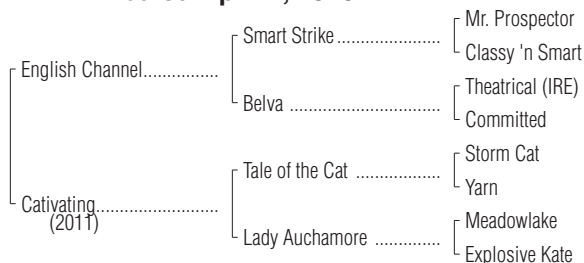 Mr. Prospector
Smart Strike
Classy 'n Smart
English Channel
Theatrical (IRE)
Belva
Committed
Storm Cat
Tale of the Cat
Yarn
Cativating
(2011)
Meadowlake
Lady Auchamore
Explosive Kate